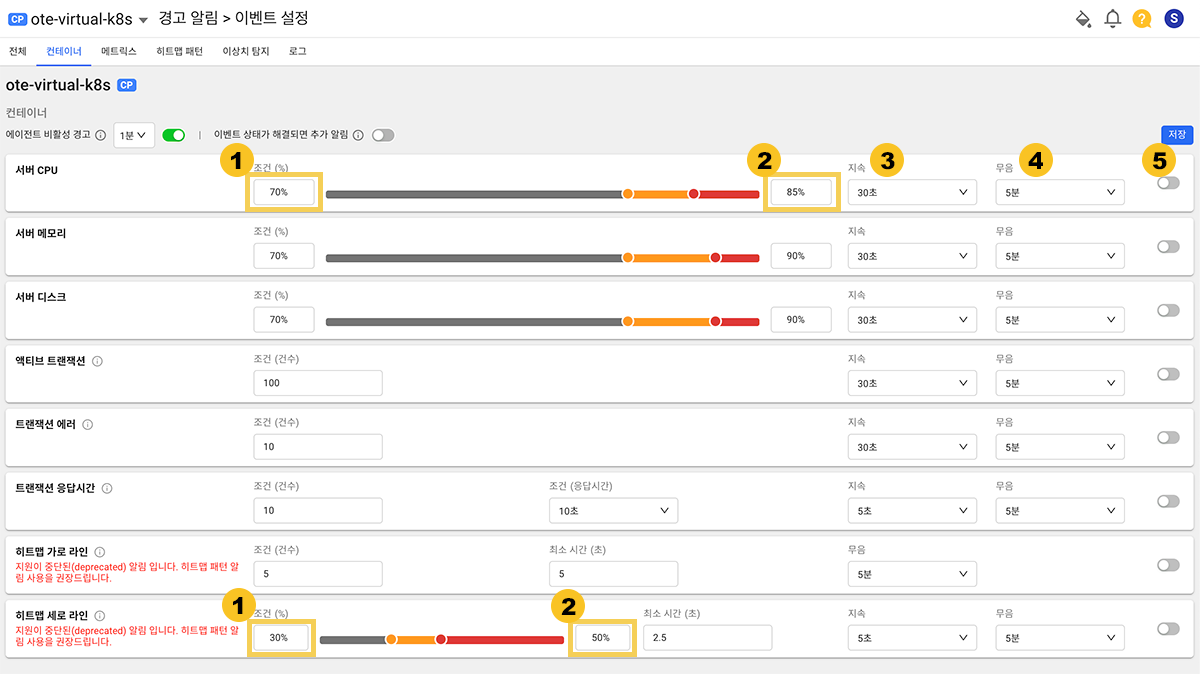 CP ote-virtual-k8s 경고 알림 > 이벤트 설정 ? S
전체 컨테이너 메트릭스 히트맵 패턴 이상치 탐지 로그
ote-virtual-k8s CP
컨테이너
에이전트 비활성 경고 1분 | 이벤트 상태가 해결되면 추가 알림 저장
1 2 3 4 5
서버 CPU 조건 (%) 지속 무음
70% 85% 30초 5분
서버 메모리 조건 (%) 지속 무음
70% 90% 30초 5분
서버 디스크 조건 (%) 지속 무음
70% 90% 30초 5분
액티브 트랜잭션 조건 (건수) 지속 무음
100 30초 5분
트랜잭션 에러 조건 (건수) 지속 무음
10 30초 5분
트랜잭션 응답시간 조건 (건수) 조건 (응답시간) 지속 무음
10 10초 5초 5분
히트맵 가로 라인 조건 (건수) 최소 시간 (초) 무음
지원이 중단된(deprecated) 알림 입니다. 히트맵 패턴 알
림 사용을 권장드립니다.
5 5 5분
1 2
히트맵 세로 라인 조건 (%) 최소 시간 (초) 지속 무음
지원이 중단된(deprecated) 알림 입니다. 히트맵 패턴 알
림 사용을 권장드립니다.
30% 50% 2.5 5초 5분